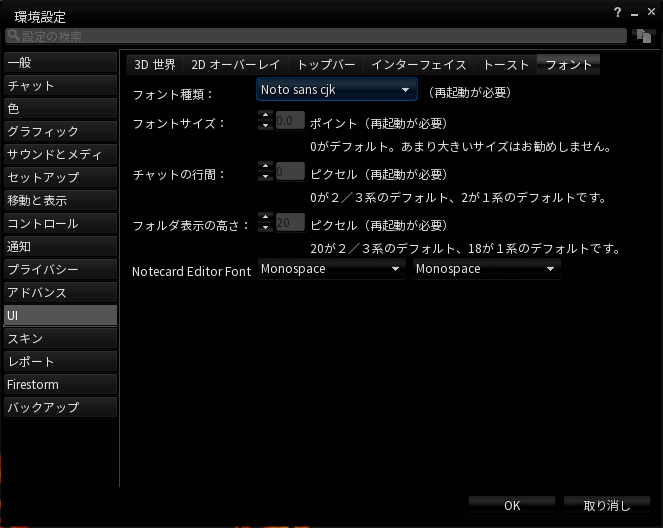 環境設定
設定の検索
一般
チャット
色
グラフィック
サウンドとメディ
セットアップ
移動と表示
コントロール
通知
プライバシー
アドバンス
UI
スキン
レポート
Firestorm
バックアップ
3D 世界 2D オーバーレイ トップバー インターフェイス トースト フォント
フォント種類： Noto sans cjk （再起動が必要）
フォントサイズ： 0.0 ポイント（再起動が必要）
0がデフォルト。あまり大きいサイズはお勧めしません。
チャットの行間： 0 ピクセル（再起動が必要）
0が２／３系のデフォルト、2が１系のデフォルトです。
フォルダ表示の高さ： 20 ピクセル（再起動が必要）
20が２／３系のデフォルト、18が１系のデフォルトです。
Notecard Editor Font Monospace Monospace
OK 取り消し